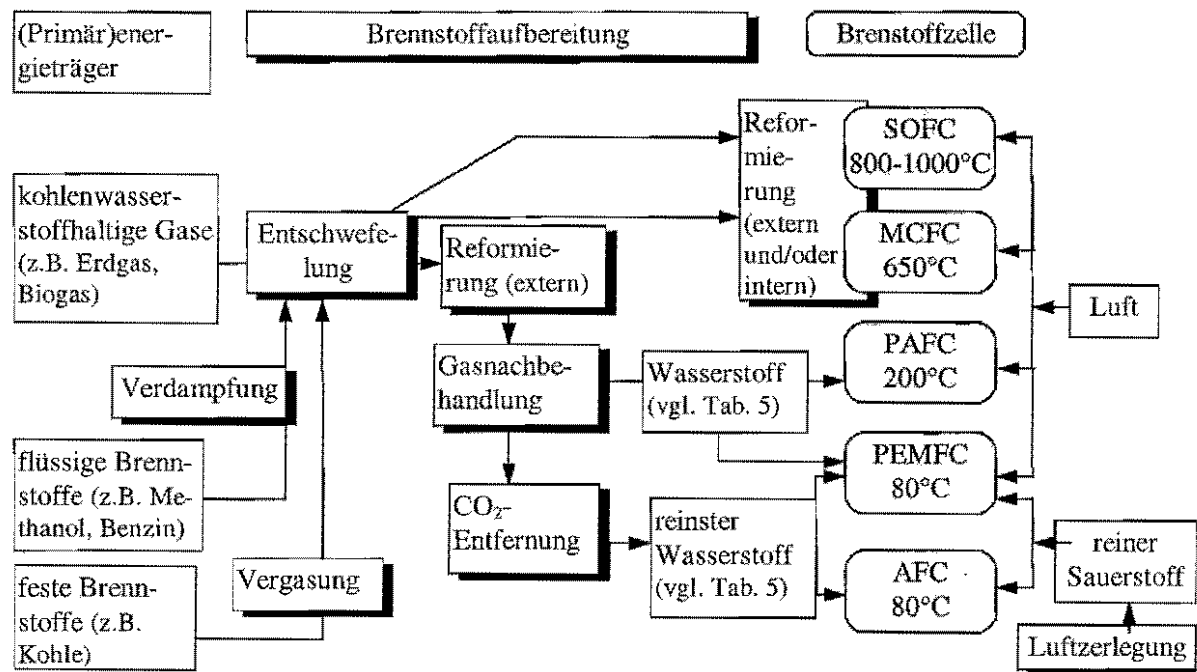 (Primär)ener-
gieträger
Brennstoffaufbereitung
Brenstoffzelle
kohlenwasser-
stoffhaltige Gase
(z.B. Erdgas,
Biogas)
Entschwefe-
lung
Reformie-
rung (extern)
Refor-
mie-
rung
(extern
und/oder
intern)
SOFC
800-1000°C
MCFC
650°C
Luft
Verdampfung
Gasnachbe-
handlung
Wasserstoff
(vgl. Tab. 5)
PAFC
200°C
flüssige Brenn-
stoffe (z.B. Me-
thanol, Benzin)
CO₂-
Entfernung
reinster
Wasserstoff
(vgl. Tab. 5)
PEMFC
80°C
feste Brenn-
stoffe (z.B.
Kohle)
Vergasung
AFC
80°C
reiner
Sauerstoff
Luftzerlegung